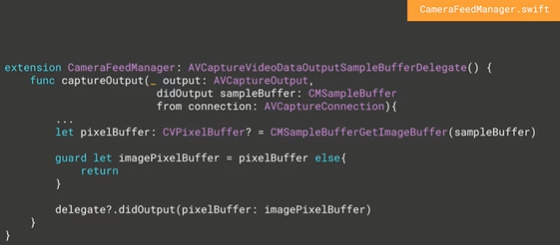 CameraFeedManager.swift
extension CameraFeedManager: AVCaptureVideoDataOutputSampleBufferDelegate() {
    func captureOutput(_ output: AVCaptureOutput,
                       didOutput sampleBuffer: CMSampleBuffer
                       from connection: AVCaptureConnection){
        ...
        let pixelBuffer: CVPixelBuffer? = CMSampleBufferGetImageBuffer(sampleBuffer)
        guard let imagePixelBuffer = pixelBuffer else{
            return
        }
        delegate?.didOutput(pixelBuffer: imagePixelBuffer)
    }
}